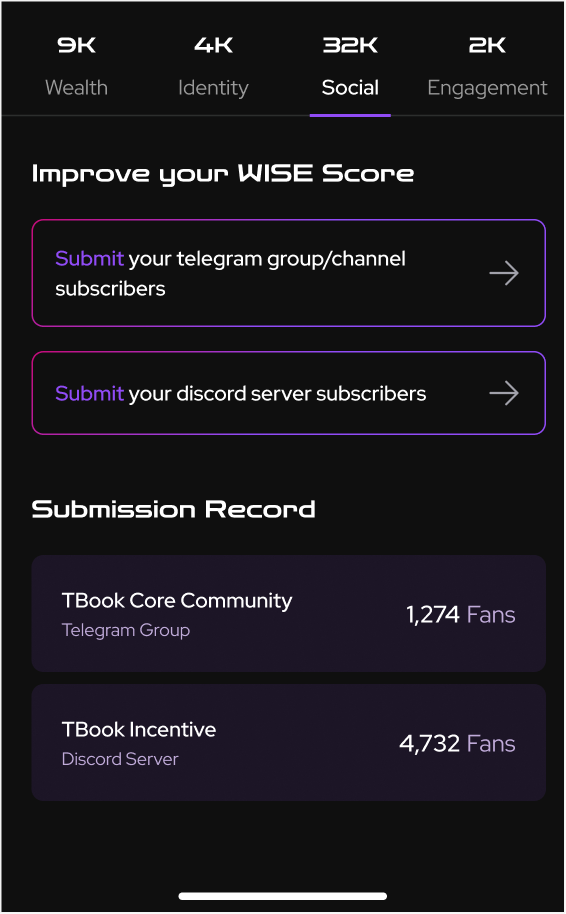 9K 4K 32K 2K
Wealth Identity Social Engagement
Improve your WISE Score
Submit your telegram group/channel
subscribers
Submit your discord server subscribers
Submission Record
TBook Core Community
Telegram Group
1,274 Fans
TBook Incentive
Discord Server
4,732 Fans